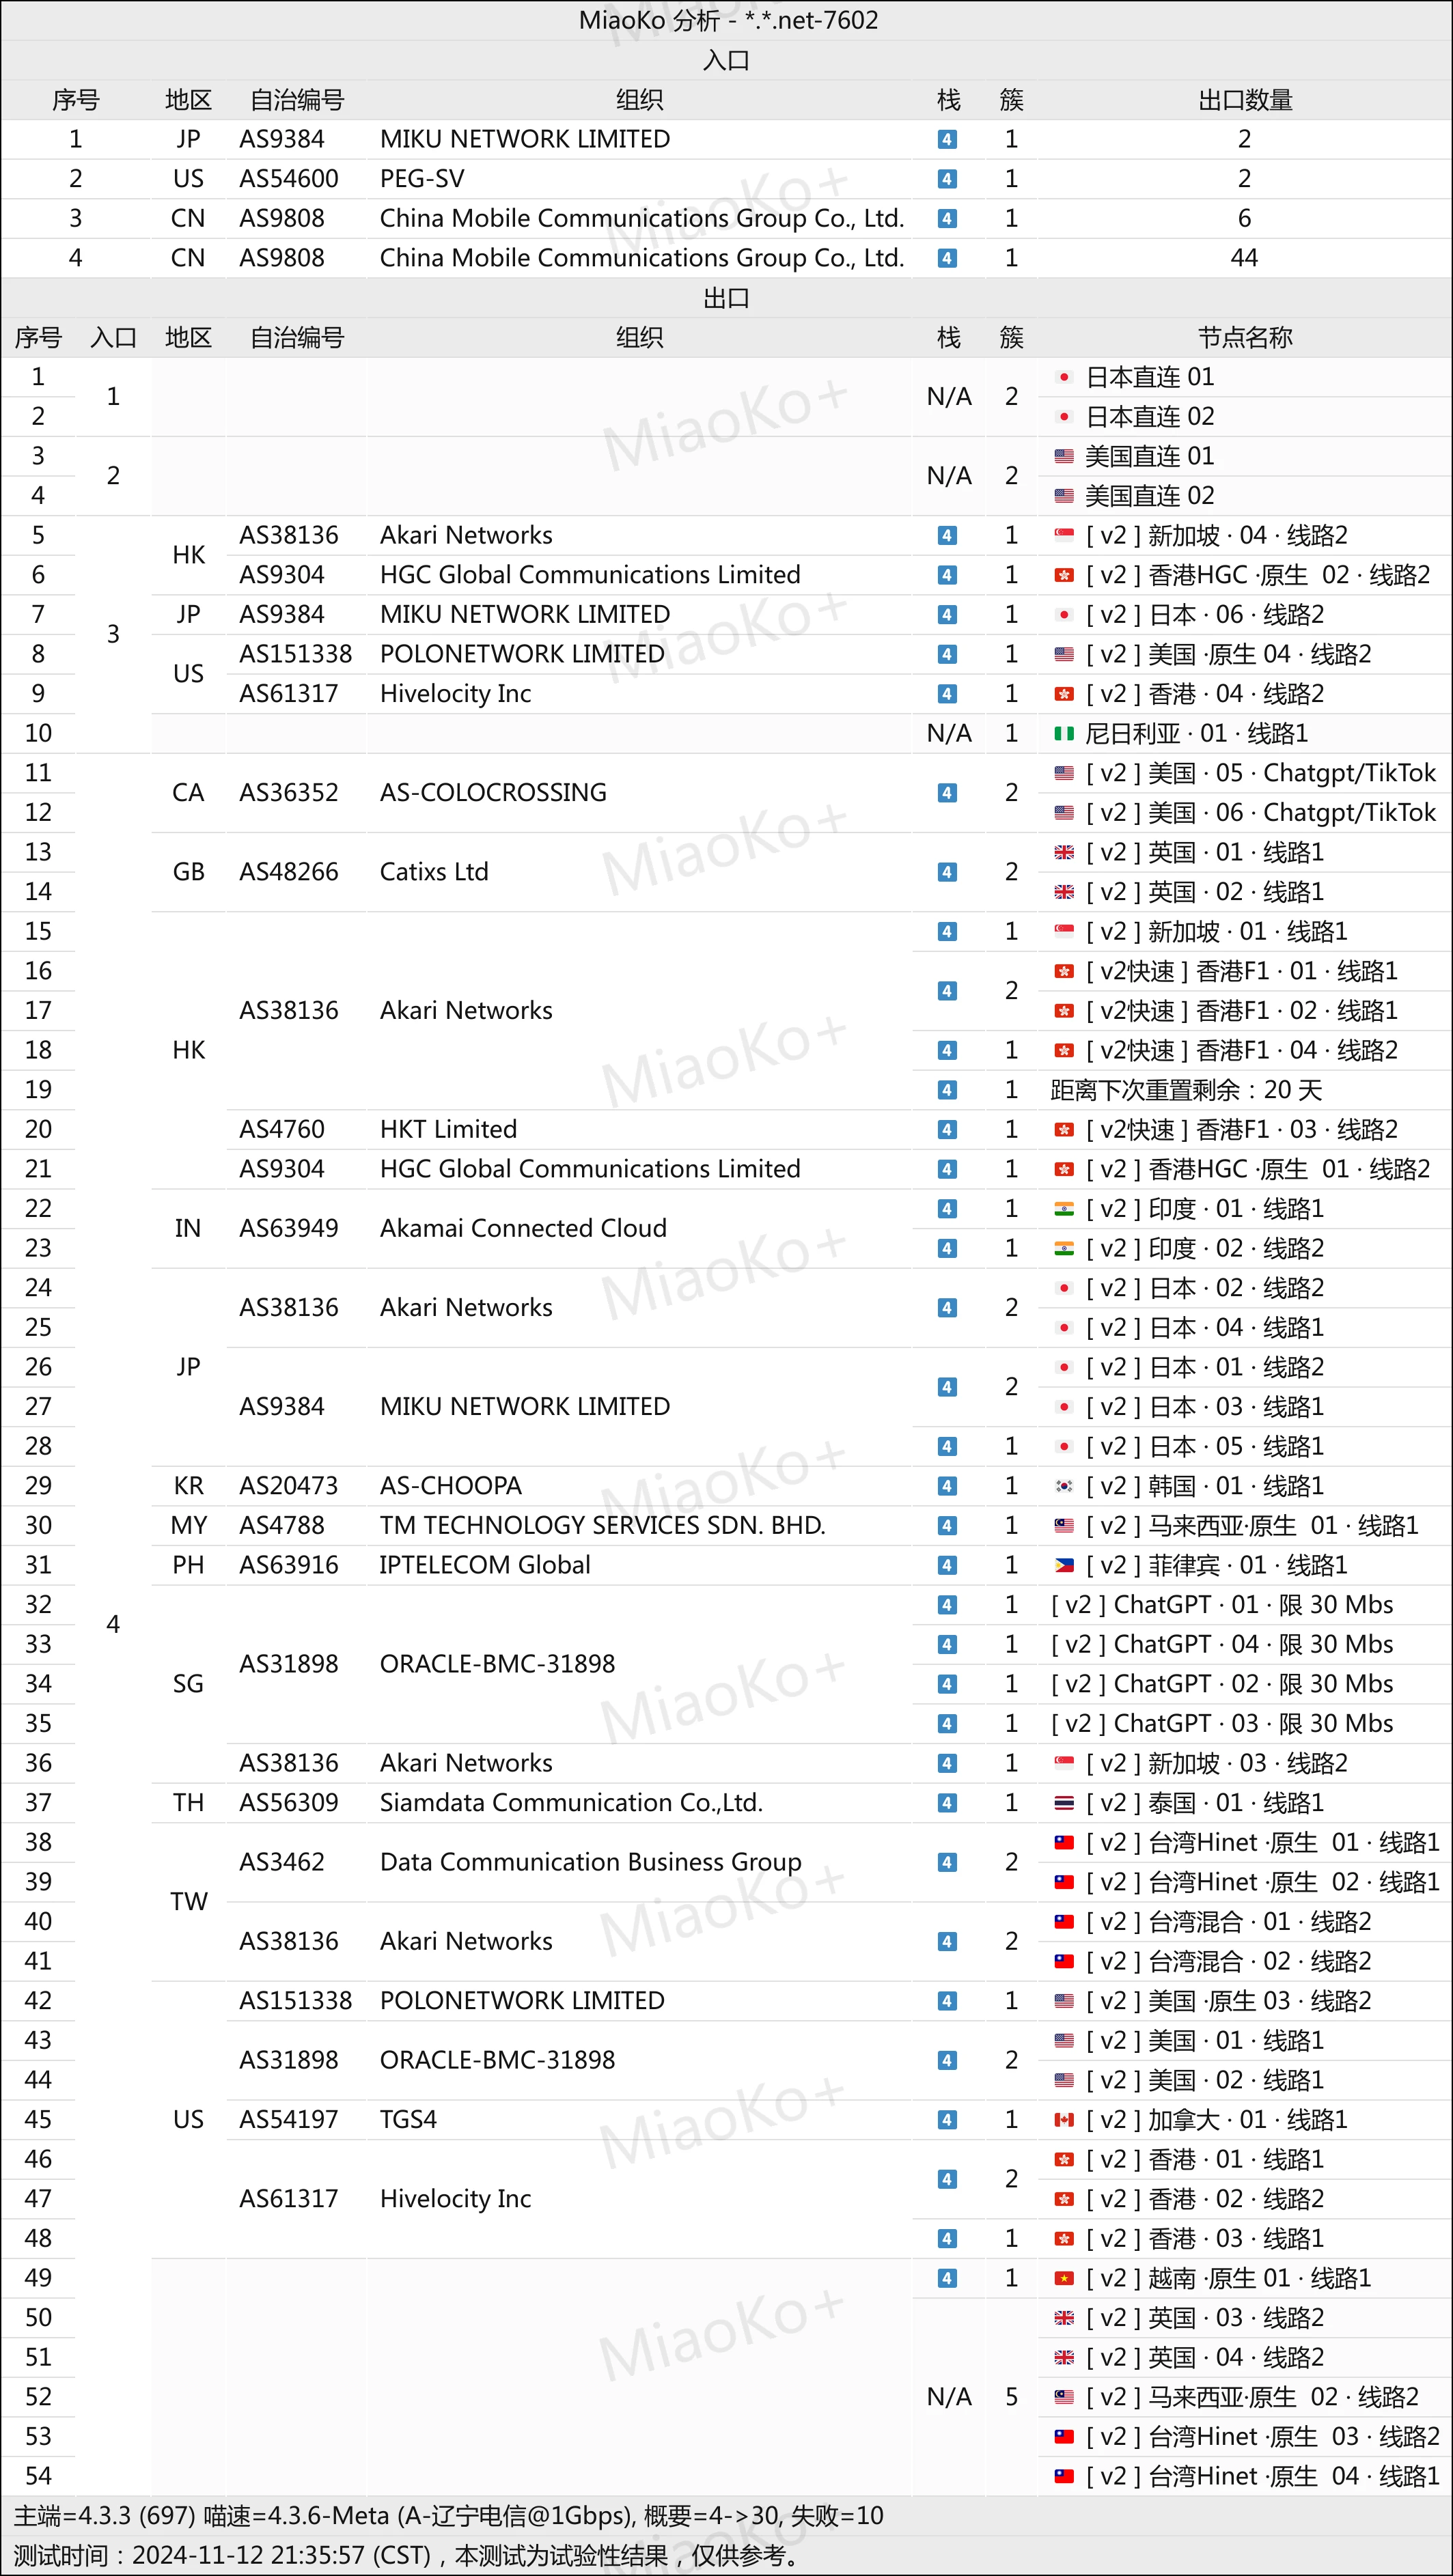 MiaoKo 分析 - *.*.net-7602
入口
序号 地区 自治编号 组织 栈 簇 出口数量
1 JP AS9384 MIKU NETWORK LIMITED 4 1 2
2 US AS54600 PEG-SV 4 1 2
3 CN AS9808 China Mobile Communications Group Co., Ltd. 4 1 6
4 CN AS9808 China Mobile Communications Group Co., Ltd. 4 1 44
出口
序号 入口 地区 自治编号 组织 栈 簇 节点名称
1 1 N/A 2 日本直连 01
2 日本直连 02
3 2 N/A 2 美国直连 01
4 美国直连 02
5 3 HK AS38136 Akari Networks 4 1 [ v2 ] 新加坡 · 04 · 线路2
6 AS9304 HGC Global Communications Limited 4 1 [ v2 ] 香港HGC ·原生 02 · 线路2
7 JP AS9384 MIKU NETWORK LIMITED 4 1 [ v2 ] 日本 · 06 · 线路2
8 US AS151338 POLONETWORK LIMITED 4 1 [ v2 ] 美国 ·原生 04 · 线路2
9 AS61317 Hivelocity Inc 4 1 [ v2 ] 香港 · 04 · 线路2
10 N/A 1 尼日利亚 · 01 · 线路1
11 4 CA AS36352 AS-COLOCROSSING 4 2 [ v2 ] 美国 · 05 · Chatgpt/TikTok
12 [ v2 ] 美国 · 06 · Chatgpt/TikTok
13 GB AS48266 Catixs Ltd 4 2 [ v2 ] 英国 · 01 · 线路1
14 [ v2 ] 英国 · 02 · 线路1
15 HK AS38136 Akari Networks 4 1 [ v2 ] 新加坡 · 01 · 线路1
16 4 2 [ v2快速 ] 香港F1 · 01 · 线路1
17 [ v2快速 ] 香港F1 · 02 · 线路1
18 4 1 [ v2快速 ] 香港F1 · 04 · 线路2
19 4 1 距离下次重置剩余：20 天
20 AS4760 HKT Limited 4 1 [ v2快速 ] 香港F1 · 03 · 线路2
21 AS9304 HGC Global Communications Limited 4 1 [ v2 ] 香港HGC ·原生 01 · 线路2
22 IN AS63949 Akamai Connected Cloud 4 1 [ v2 ] 印度 · 01 · 线路1
23 4 1 [ v2 ] 印度 · 02 · 线路2
24 JP AS38136 Akari Networks 4 2 [ v2 ] 日本 · 02 · 线路2
25 [ v2 ] 日本 · 04 · 线路1
26 AS9384 MIKU NETWORK LIMITED 4 2 [ v2 ] 日本 · 01 · 线路2
27 [ v2 ] 日本 · 03 · 线路1
28 4 1 [ v2 ] 日本 · 05 · 线路1
29 KR AS20473 AS-CHOOPA 4 1 [ v2 ] 韩国 · 01 · 线路1
30 MY AS4788 TM TECHNOLOGY SERVICES SDN. BHD. 4 1 [ v2 ] 马来西亚·原生 01 · 线路1
31 PH AS63916 IPTELECOM Global 4 1 [ v2 ] 菲律宾 · 01 · 线路1
32 SG AS31898 ORACLE-BMC-31898 4 1 [ v2 ] ChatGPT · 01 · 限 30 Mbs
33 4 1 [ v2 ] ChatGPT · 04 · 限 30 Mbs
34 4 1 [ v2 ] ChatGPT · 02 · 限 30 Mbs
35 4 1 [ v2 ] ChatGPT · 03 · 限 30 Mbs
36 AS38136 Akari Networks 4 1 [ v2 ] 新加坡 · 03 · 线路2
37 TH AS56309 Siamdata Communication Co.,Ltd. 4 1 [ v2 ] 泰国 · 01 · 线路1
38 TW AS3462 Data Communication Business Group 4 2 [ v2 ] 台湾Hinet ·原生 01 · 线路1
39 [ v2 ] 台湾Hinet ·原生 02 · 线路1
40 AS38136 Akari Networks 4 2 [ v2 ] 台湾混合 · 01 · 线路2
41 [ v2 ] 台湾混合 · 02 · 线路2
42 US AS151338 POLONETWORK LIMITED 4 1 [ v2 ] 美国 ·原生 03 · 线路2
43 AS31898 ORACLE-BMC-31898 4 2 [ v2 ] 美国 · 01 · 线路1
44 [ v2 ] 美国 · 02 · 线路1
45 AS54197 TGS4 4 1 [ v2 ] 加拿大 · 01 · 线路1
46 AS61317 Hivelocity Inc 4 2 [ v2 ] 香港 · 01 · 线路1
47 [ v2 ] 香港 · 02 · 线路2
48 4 1 [ v2 ] 香港 · 03 · 线路1
49 4 1 [ v2 ] 越南 ·原生 01 · 线路1
50 N/A 5 [ v2 ] 英国 · 03 · 线路2
51 [ v2 ] 英国 · 04 · 线路2
52 [ v2 ] 马来西亚·原生 02 · 线路2
53 [ v2 ] 台湾Hinet ·原生 03 · 线路2
54 [ v2 ] 台湾Hinet ·原生 04 · 线路1
主端=4.3.3 (697) 喵速=4.3.6-Meta (A-辽宁电信@1Gbps), 概要=4->30, 失败=10
测试时间：2024-11-12 21:35:57 (CST)，本测试为试验性结果，仅供参考。
MiaoKo+